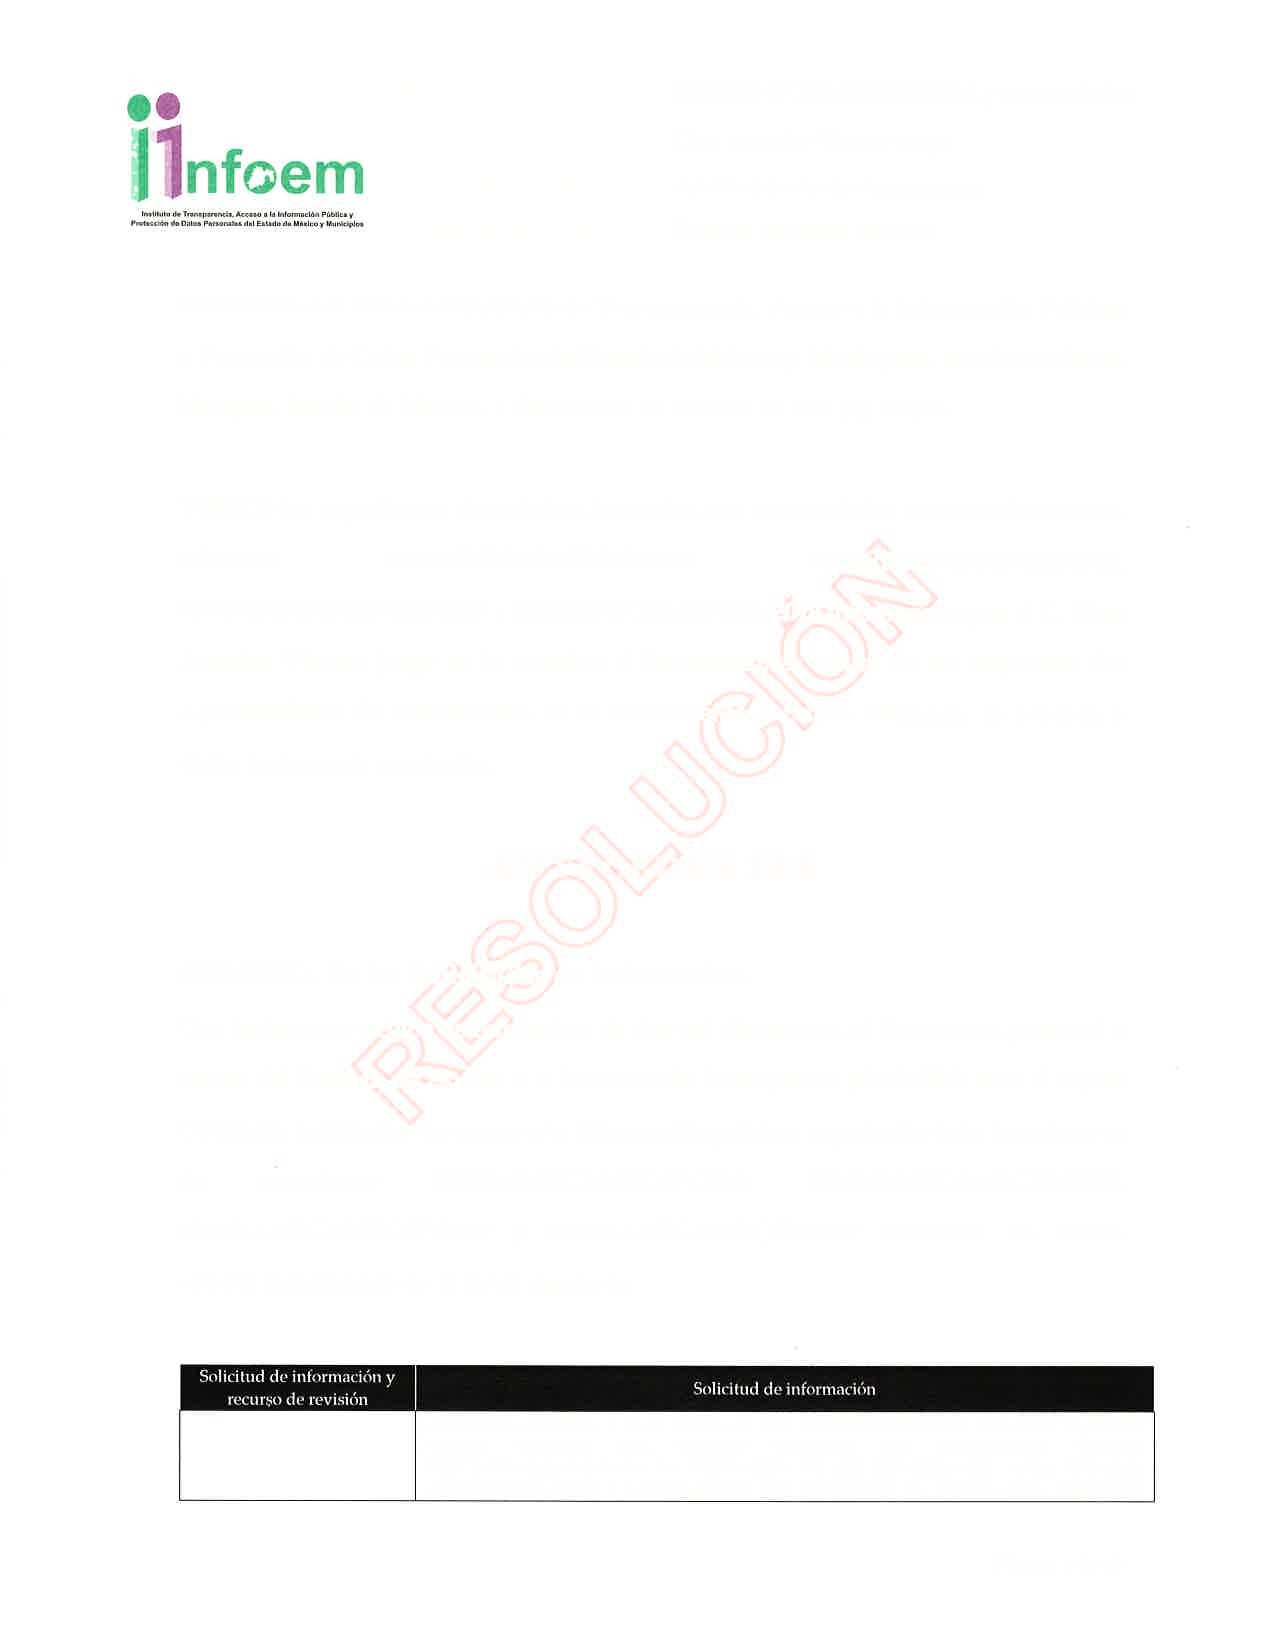 infoem
Instituto de Transparencia, Acceso a la Información Pública y
Protección de Datos Personales del Estado de México y Municipios
RESOLUCIÓN
Solicitud de información y
recurso de revisión
Solicitud de información